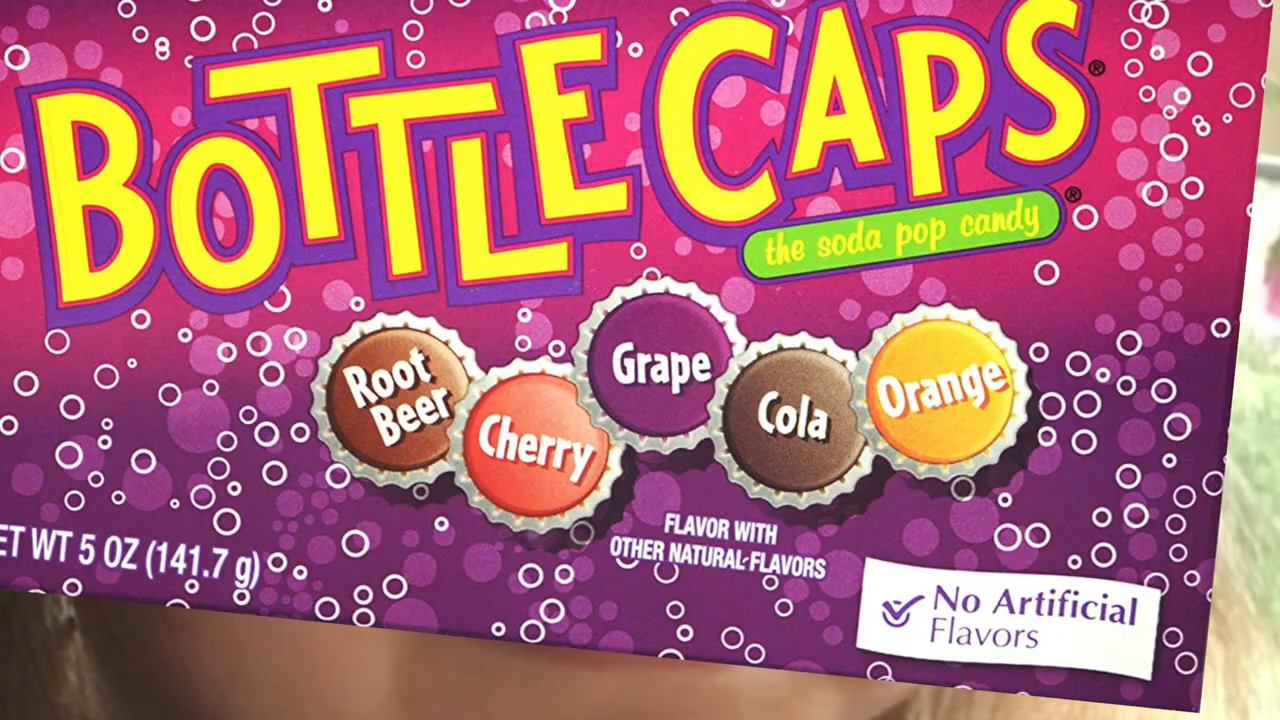 BOTTLE CAPS®
the soda pop candy®
Root
Beer
Cherry
Grape
Cola
Orange
FLAVOR WITH
OTHER NATURAL FLAVORS
ET WT 5 OZ (141.7 g)
No Artificial
Flavors